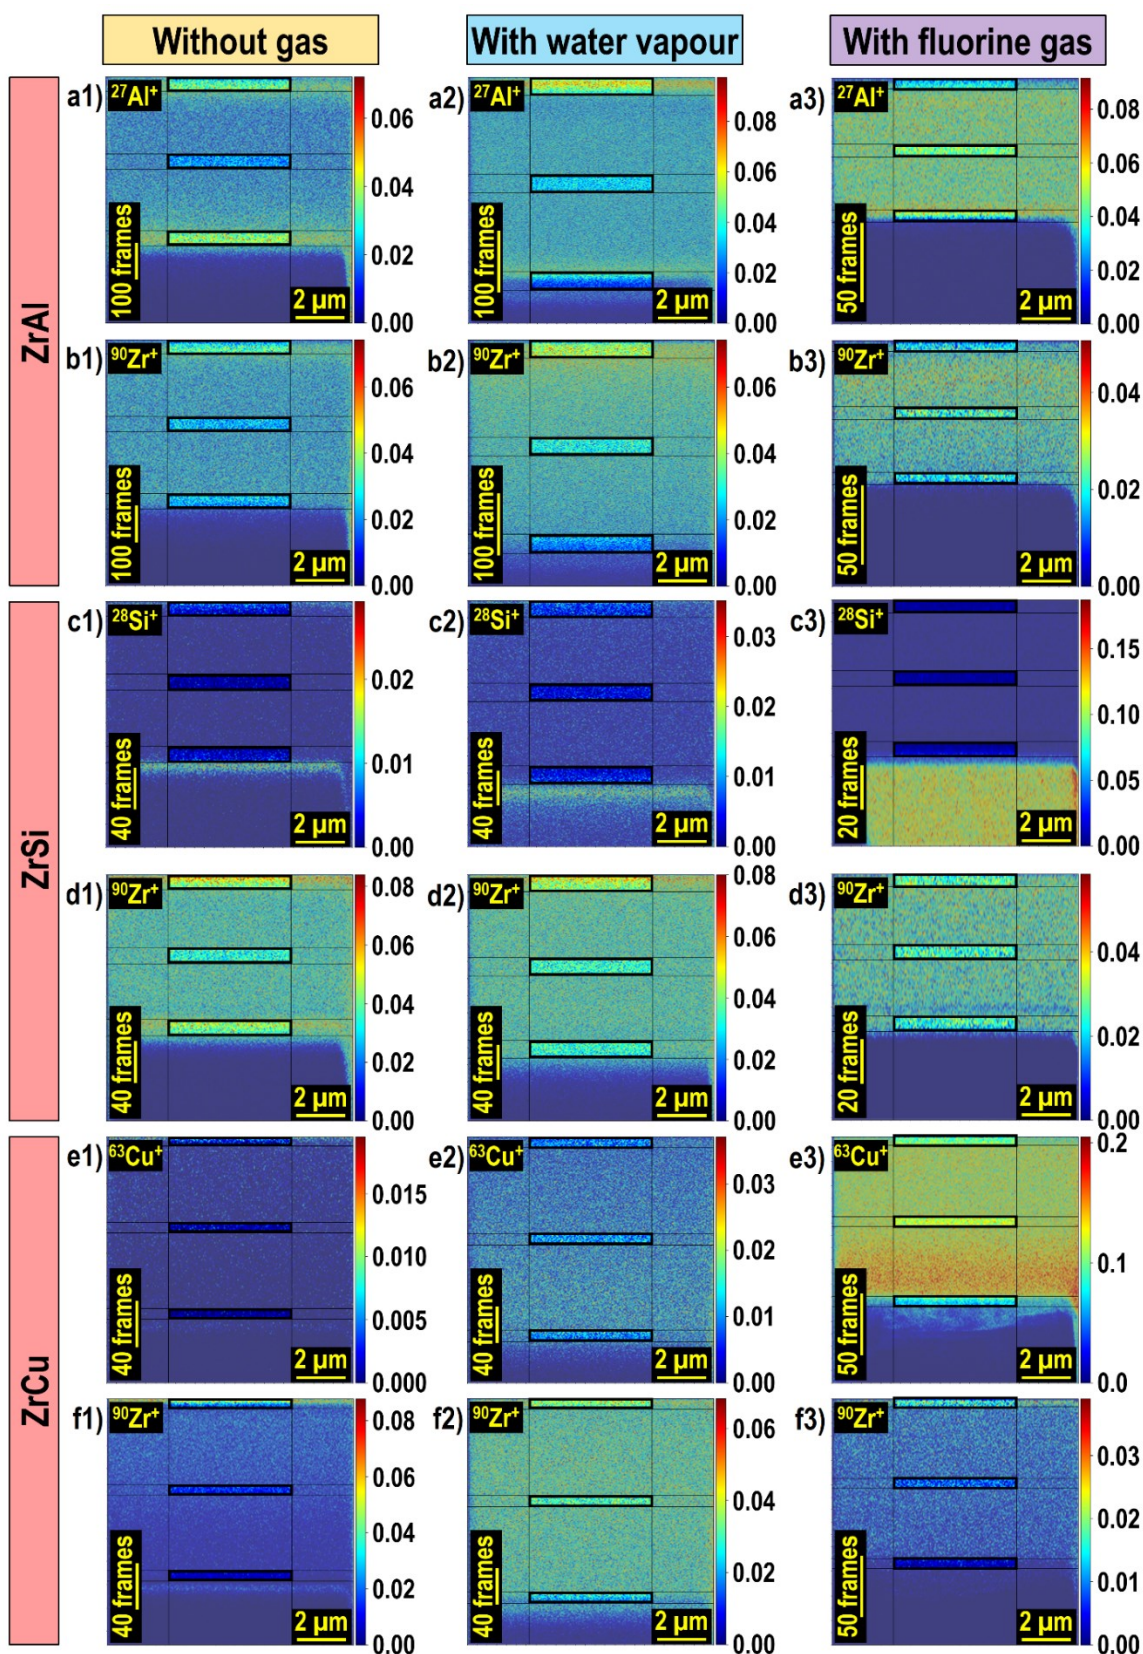 Without gas
With water vapour
With fluorine gas
ZrAl
a1)
²⁷Al⁺
100 frames
2 μm
0.06
0.04
0.02
0.00
a2)
²⁷Al⁺
100 frames
2 μm
0.08
0.06
0.04
0.02
0.00
a3)
²⁷Al⁺
50 frames
2 μm
0.08
0.06
0.04
0.02
0.00
b1)
⁹⁰Zr⁺
100 frames
2 μm
0.06
0.04
0.02
0.00
b2)
⁹⁰Zr⁺
100 frames
2 μm
0.08
0.06
0.04
0.02
0.00
b3)
⁹⁰Zr⁺
50 frames
2 μm
0.04
0.02
0.00
ZrSi
c1)
²⁸Si⁺
40 frames
2 μm
0.02
0.01
0.00
c2)
²⁸Si⁺
40 frames
2 μm
0.03
0.02
0.01
0.00
c3)
²⁸Si⁺
20 frames
2 μm
0.15
0.10
0.05
0.00
d1)
⁹⁰Zr⁺
40 frames
2 μm
0.08
0.06
0.04
0.02
0.00
d2)
⁹⁰Zr⁺
40 frames
2 μm
0.08
0.06
0.04
0.02
0.00
d3)
⁹⁰Zr⁺
20 frames
2 μm
0.04
0.02
0.00
ZrCu
e1)
⁶³Cu⁺
40 frames
2 μm
0.015
0.010
0.005
0.000
e2)
⁶³Cu⁺
40 frames
2 μm
0.03
0.02
0.01
0.00
e3)
⁶³Cu⁺
50 frames
2 μm
0.2
0.1
0.0
f1)
⁹⁰Zr⁺
40 frames
2 μm
0.08
0.06
0.04
0.02
0.00
f2)
⁹⁰Zr⁺
40 frames
2 μm
0.06
0.04
0.02
0.00
f3)
⁹⁰Zr⁺
50 frames
2 μm
0.03
0.02
0.01
0.00